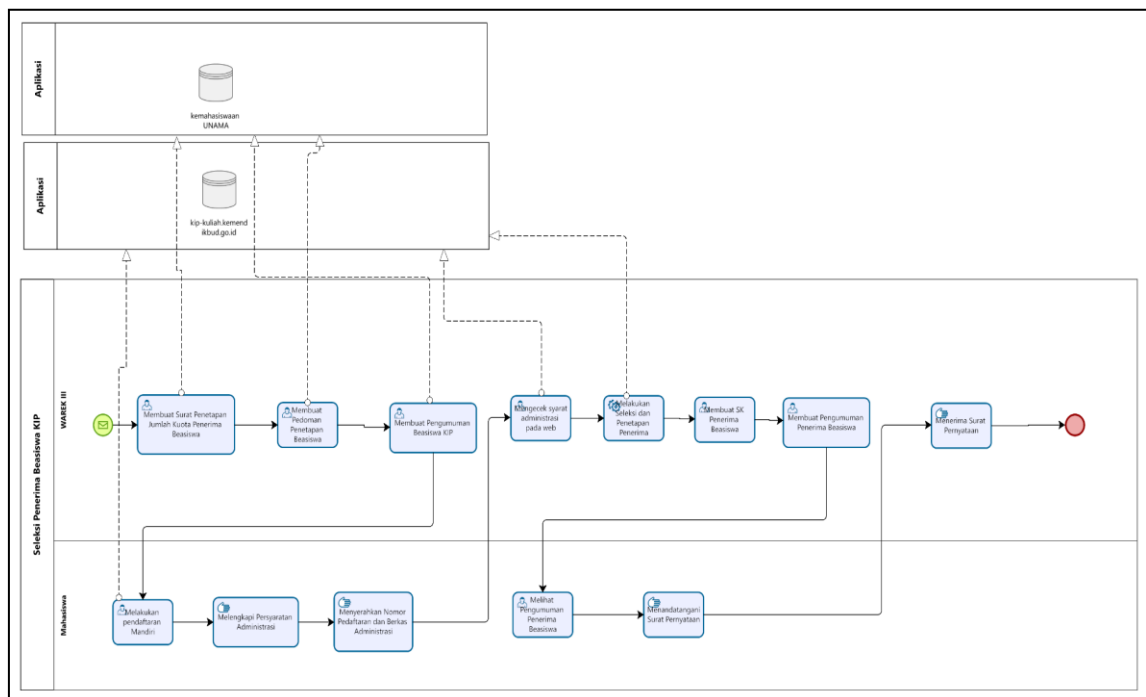 Aplikasi
kemahasiswaan
UNAMA
Aplikasi
kip-kuliah.kemend
ikbud.go.id
Seleksi Penerima Beasiswa KIP
WAREK III
Membuat Surat Penetapan
Jumlah Kuota Penerima
Beasiswa
Membuat
Pedoman
Penetapan
Beasiswa
Membuat Pengumuman
Beasiswa KIP
Mengecek syarat
administrasi
pada web
Melakukan
Seleksi dan
Penetapan
Penerima
Membuat SK
Penerima
Beasiswa
Membuat Pengumuman
Penerima Beasiswa
Menerima Surat
Pernyataan
Mahasiswa
Melakukan
pendaftaran
Mandiri
Melengkapi Persyaratan
Administrasi
Menyerahkan Nomor
Pedaftaran dan Berkas
Administrasi
Melihat
Pengumuman
Penerima
Beasiswa
Menandatangani
Surat Pernyataan